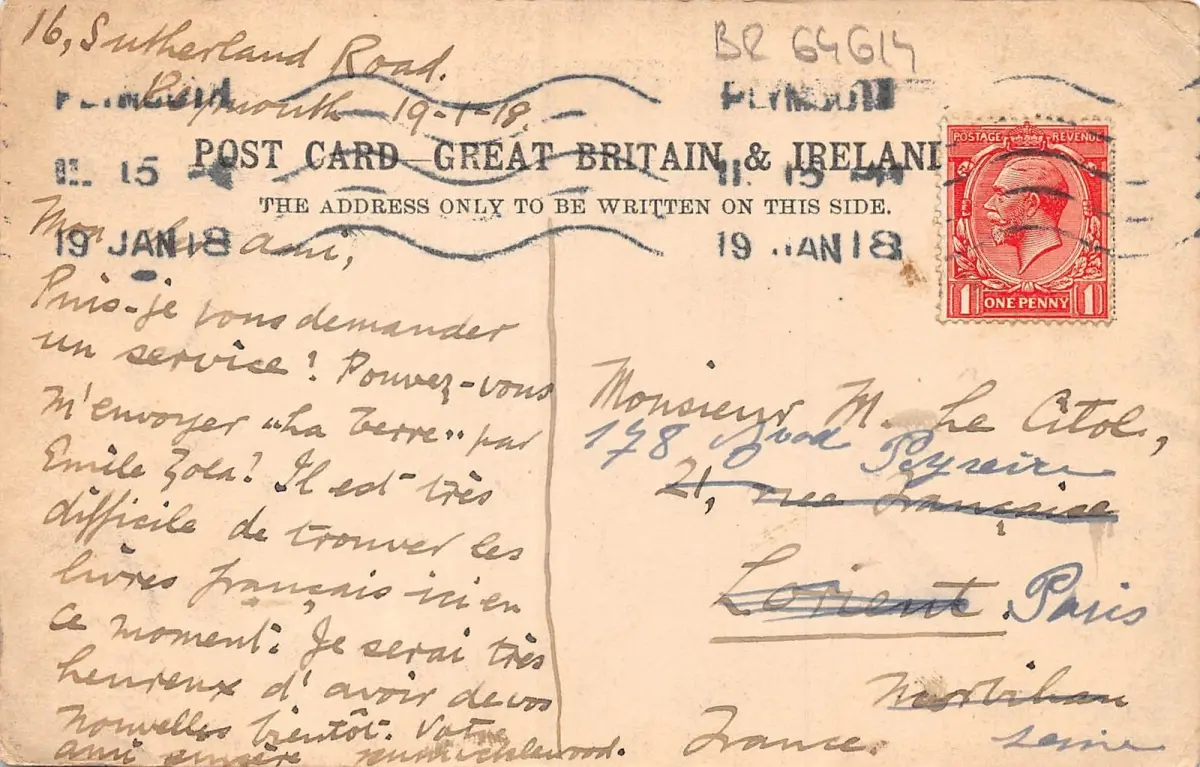 BR 64614
16, Sutherland Road.
Plymouth 19-1-18.
PLYMOUTH
PLYMOUTH
POST CARD—GREAT BRITAIN & IRELAND
THE ADDRESS ONLY TO BE WRITTEN ON THIS SIDE.
15
15
19 JAN 18
19 JAN 18
POSTAGE REVENUE
1 ONE PENNY 1
Mon ami,
Puis-je vous demander
un service! Pouvez-vous
m'envoyer "La Terre" par
Emile Zola? Il est très
difficile de trouver les
livres français ici en
ce moment. Je serai très
heureux d'avoir de vos
nouvelles bientôt. Votre
ami sincère
Monsieur M. Le Citol,
178 Peyreire
21, rue Française
Lorient. Paris
Morbihan
France. Seine